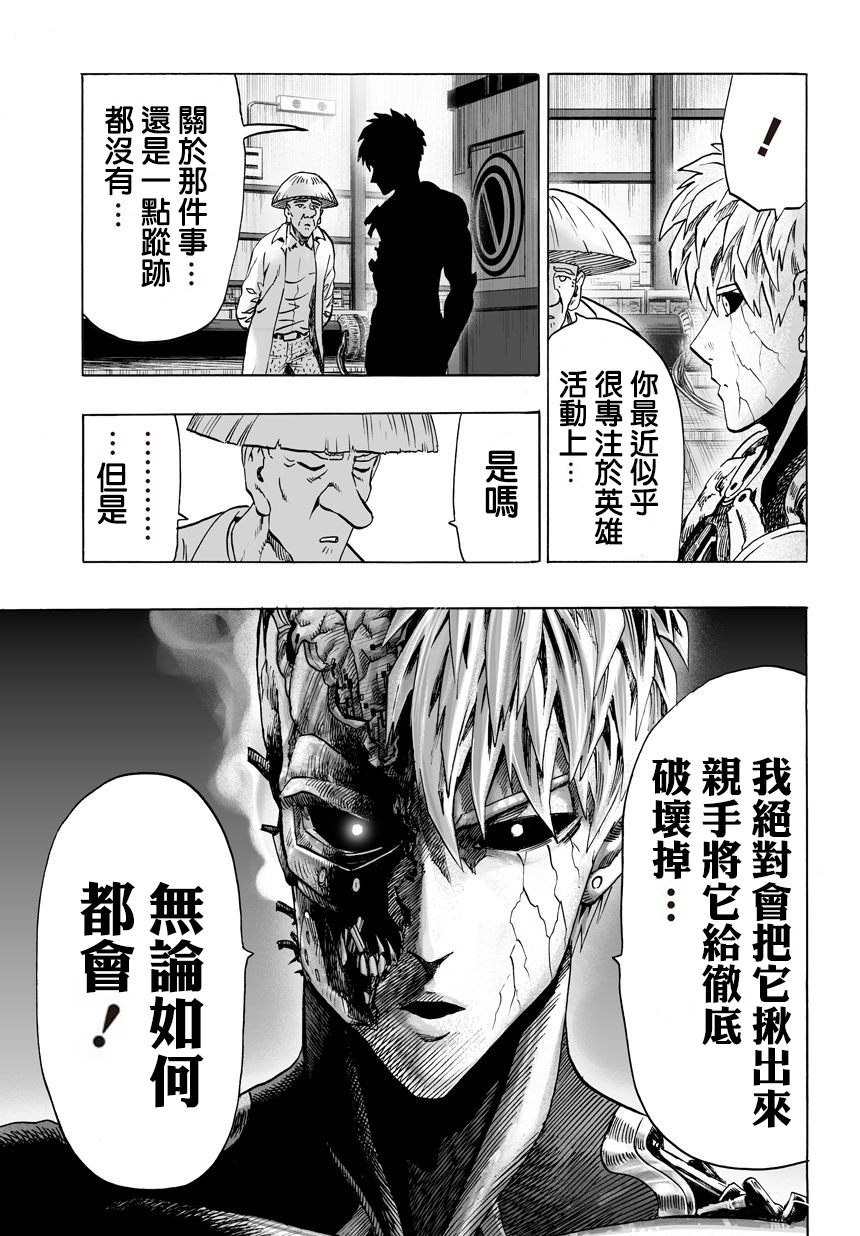 ！
你最近似乎
很專注於英雄
活動上…
關於那件事…
還是一點蹤跡
都沒有…
是嗎
………
…但是
我絕對會把它揪出來
親手將它給徹底
破壞掉…
無論如何
都會！